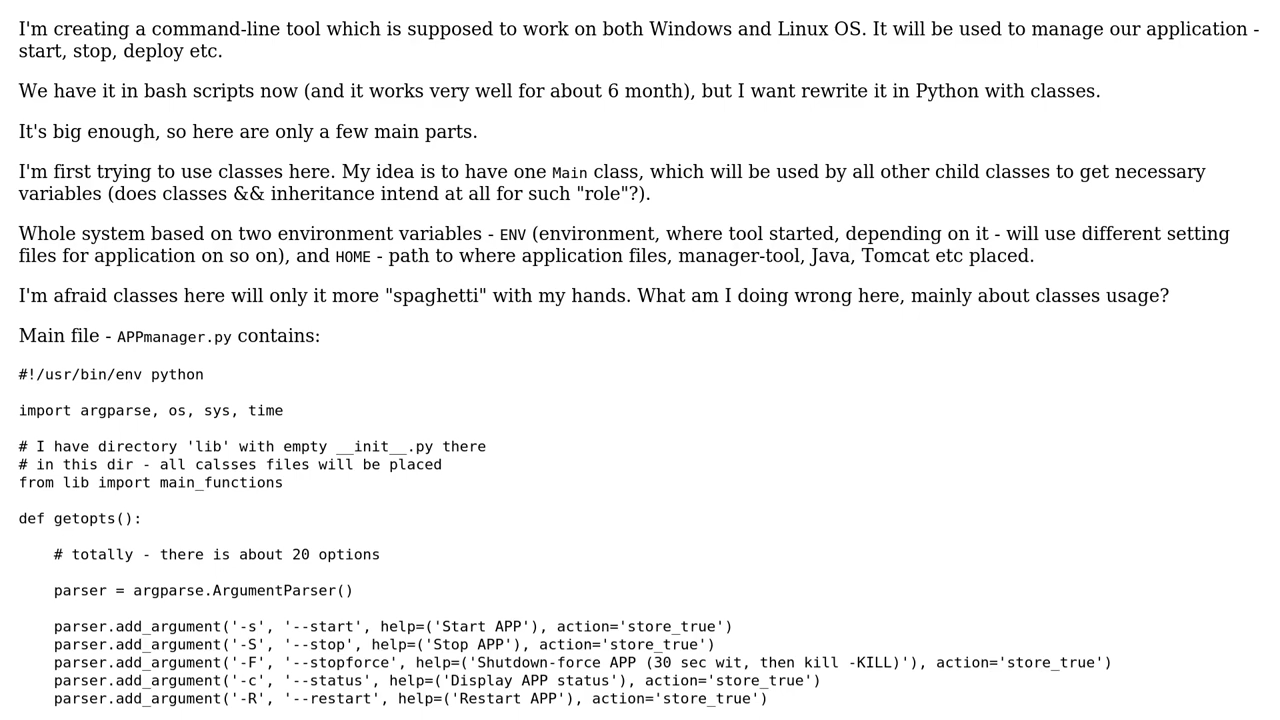 I'm creating a command-line tool which is supposed to work on both Windows and Linux OS. It will be used to manage our application -
start, stop, deploy etc.
We have it in bash scripts now (and it works very well for about 6 month), but I want rewrite it in Python with classes.
It's big enough, so here are only a few main parts.
I'm first trying to use classes here. My idea is to have one Main class, which will be used by all other child classes to get necessary
variables (does classes && inheritance intend at all for such "role"?).
Whole system based on two environment variables - ENV (environment, where tool started, depending on it - will use different setting
files for application on so on), and HOME - path to where application files, manager-tool, Java, Tomcat etc placed.
I'm afraid classes here will only it more "spaghetti" with my hands. What am I doing wrong here, mainly about classes usage?
Main file - APPmanager.py contains:
#!/usr/bin/env python
import argparse, os, sys, time
# I have directory 'lib' with empty __init__.py there
# in this dir - all calsses files will be placed
from lib import main_functions
def getopts():
    # totally - there is about 20 options
    parser = argparse.ArgumentParser()
    parser.add_argument('-s', '--start', help=('Start APP'), action='store_true')
    parser.add_argument('-S', '--stop', help=('Stop APP'), action='store_true')
    parser.add_argument('-F', '--stopforce', help=('Shutdown-force APP (30 sec wit, then kill -KILL)'), action='store_true')
    parser.add_argument('-c', '--status', help=('Display APP status'), action='store_true')
    parser.add_argument('-R', '--restart', help=('Restart APP'), action='store_true')